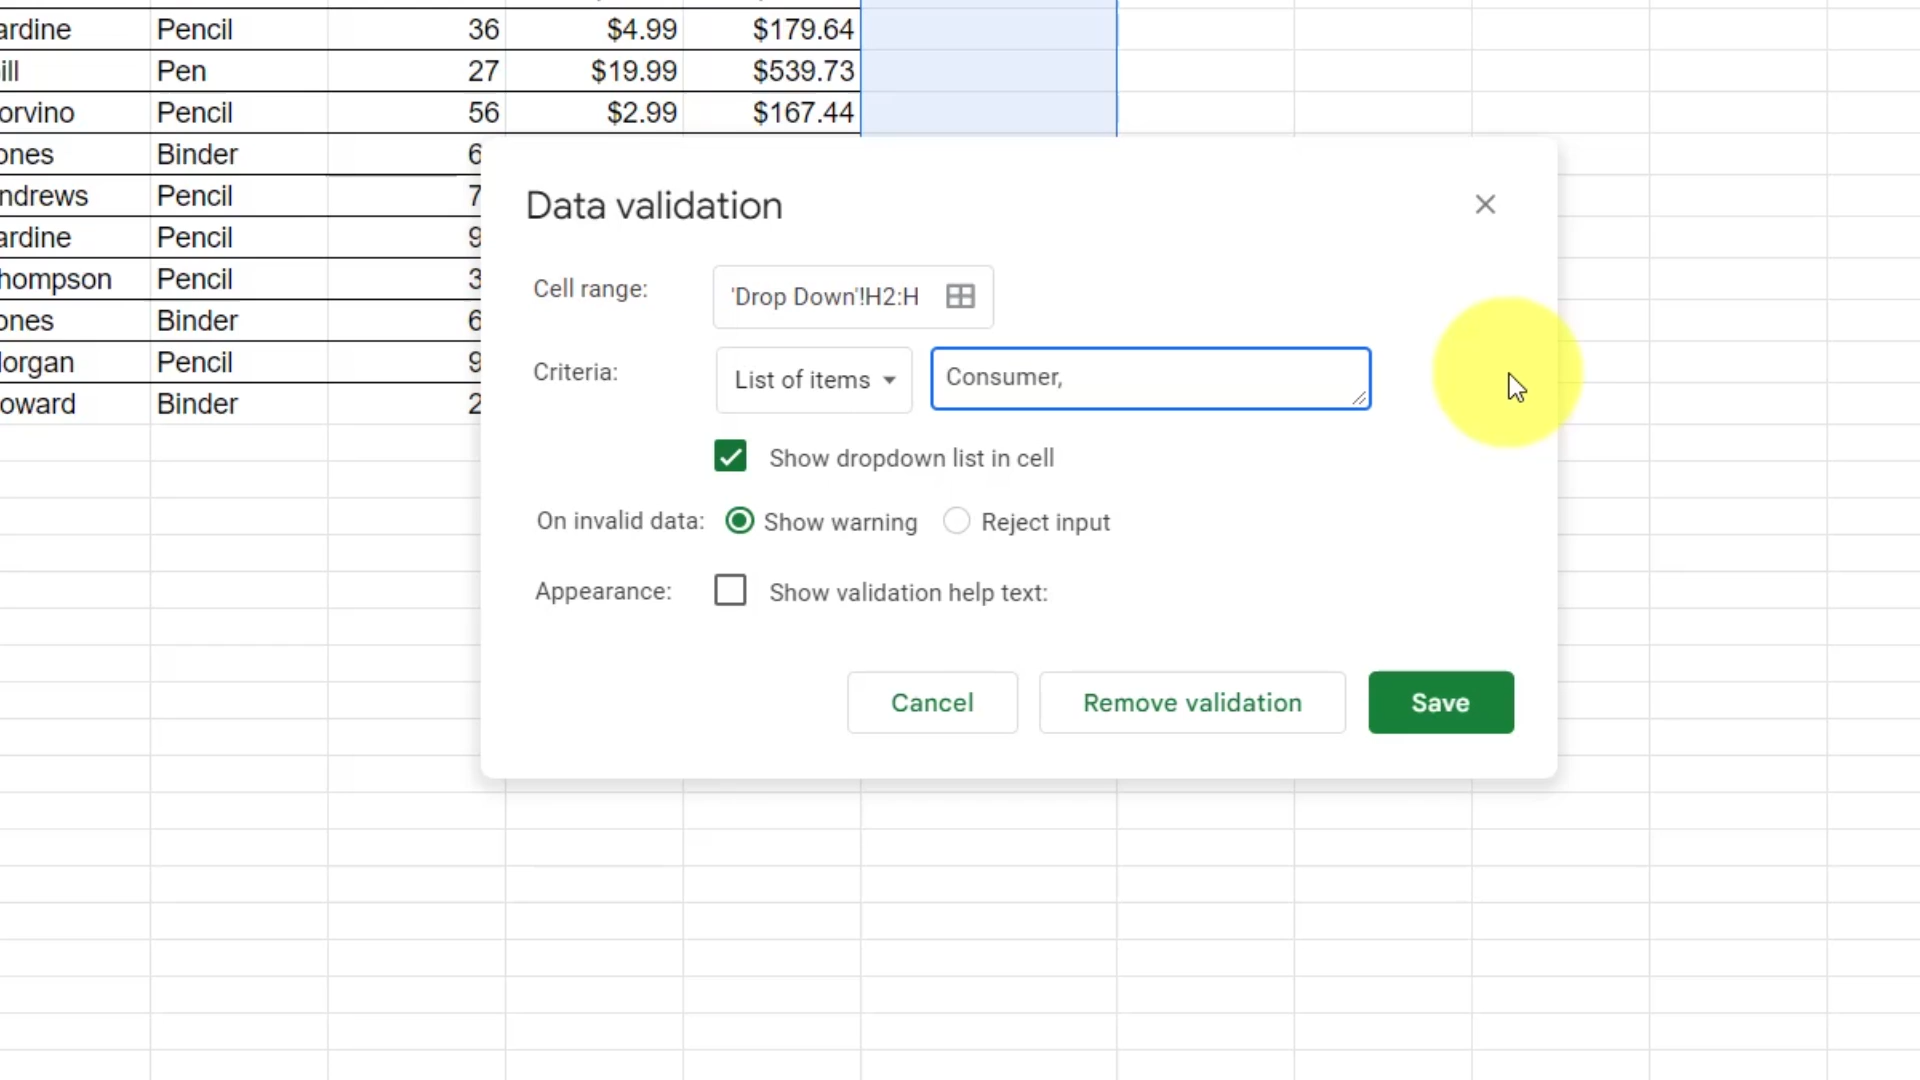 ardine Pencil 36 $4.99 $179.64
ill Pen 27 $19.99 $539.73
orvino Pencil 56 $2.99 $167.44
ones Binder 6
ndrews Pencil 7
ardine Pencil 9
hompson Pencil 3
ones Binder 6
lorgan Pencil 9
oward Binder 2
Data validation
Cell range: 'Drop Down'!H2:H
Criteria: List of items Consumer,
Show dropdown list in cell
On invalid data: Show warning Reject input
Appearance: Show validation help text:
Cancel Remove validation Save